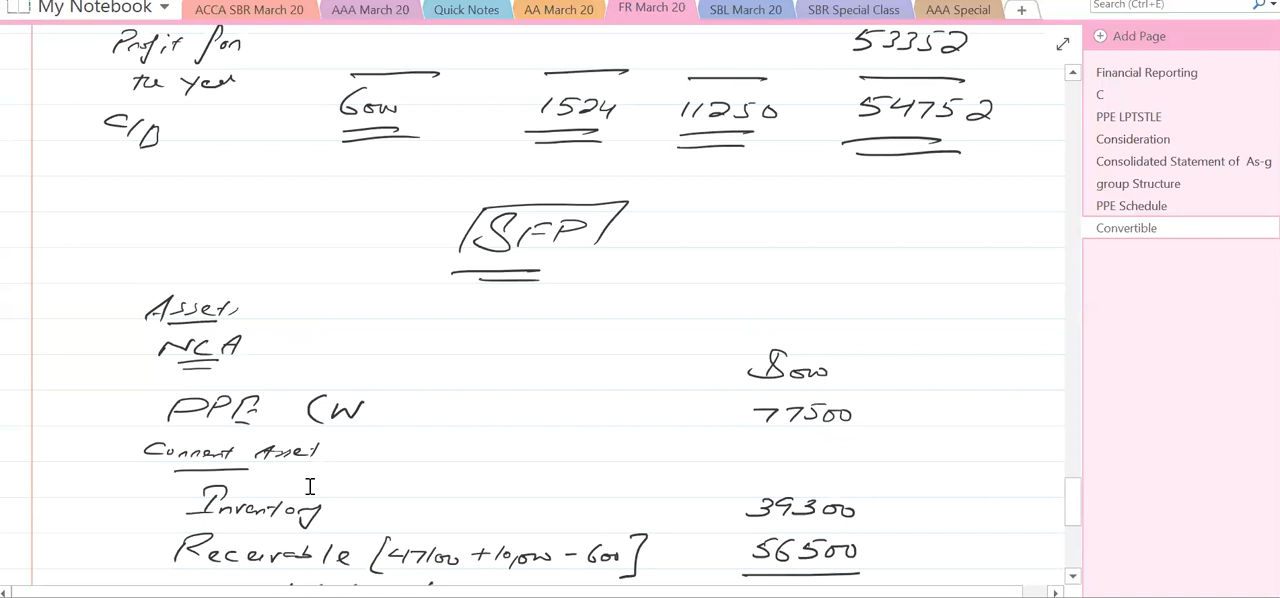 My Notebook
ACCA SBR March 20
AAA March 20
Quick Notes
AA March 20
FR March 20
SBL March 20
SBR Special Class
AAA Special
Search (Ctrl+E)
Profit for 53352
the year
6000 1524 11250 54752
C/D
SFP
Assets
NCA
$000
PPE (W 77500
Current Asset
Inventory 39300
Receivable [47100 + 10,000 - 600] 56500
Add Page
Financial Reporting
C
PPE LPTSTLE
Consideration
Consolidated Statement of As-g
group Structure
PPE Schedule
Convertible